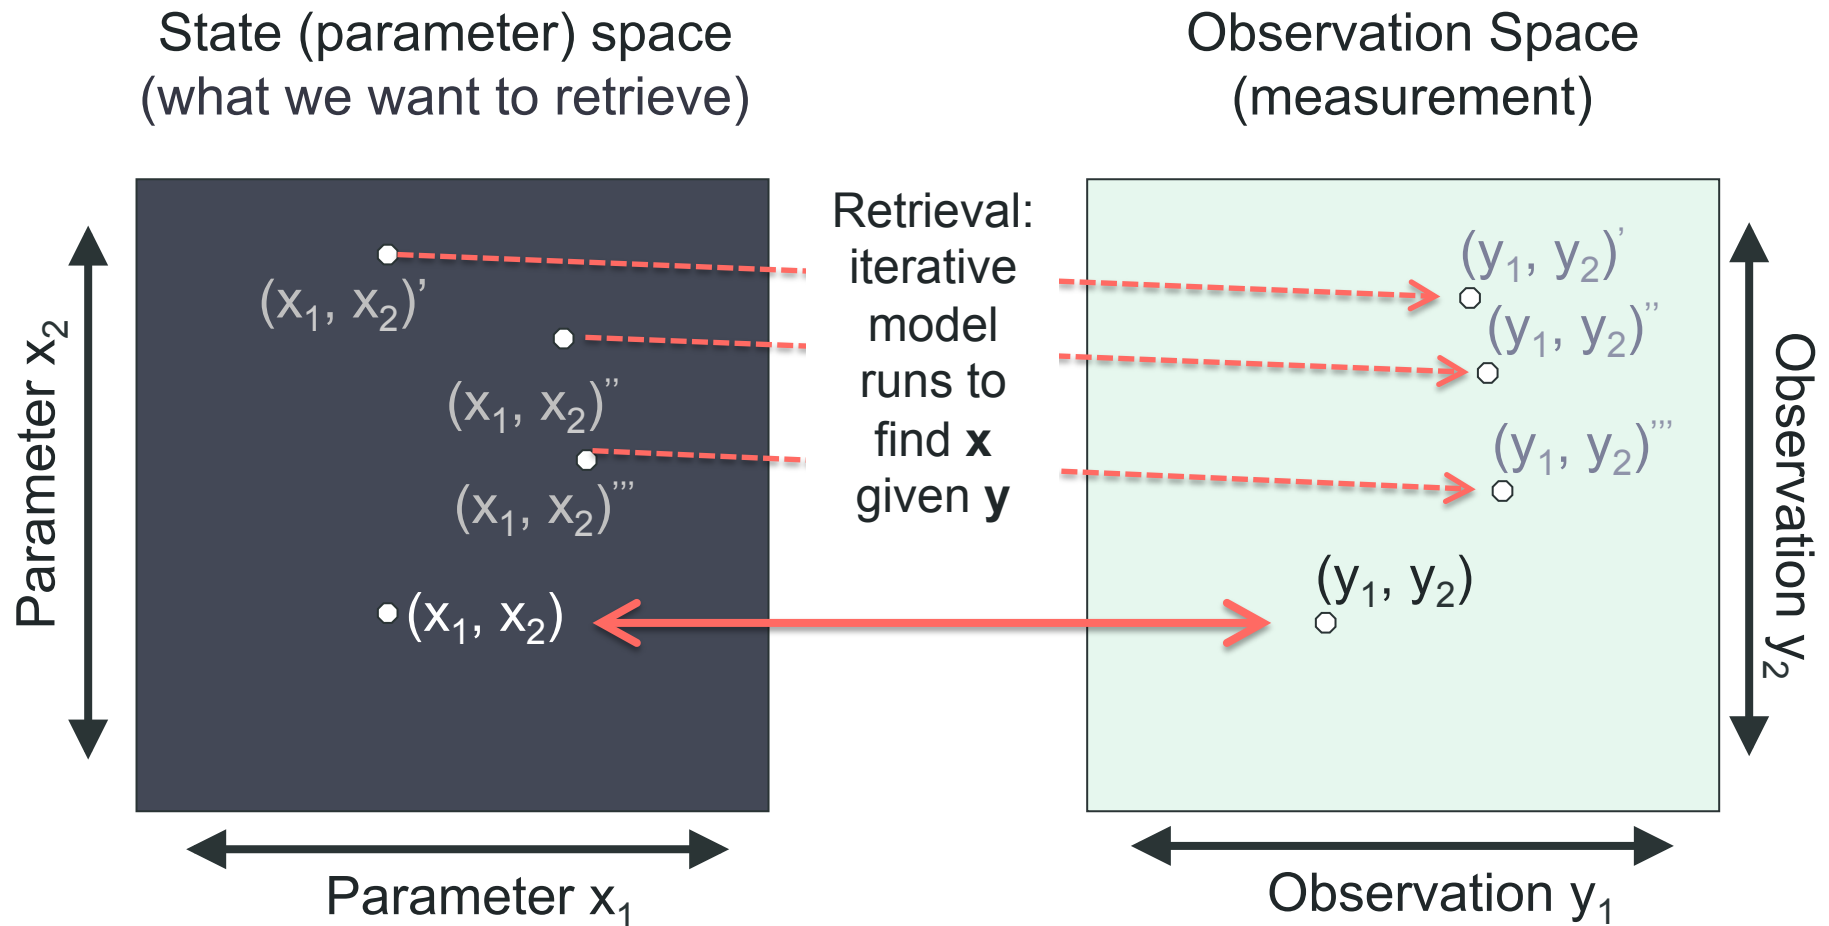 State (parameter) space
(what we want to retrieve)
Observation Space
(measurement)
Parameter x₂
(x₁, x₂)'
(x₁, x₂)''
(x₁, x₂)'''
(x₁, x₂)
Parameter x₁
Retrieval:
iterative
model
runs to
find x
given y
(y₁, y₂)'
(y₁, y₂)''
(y₁, y₂)'''
(y₁, y₂)
Observation y₂
Observation y₁